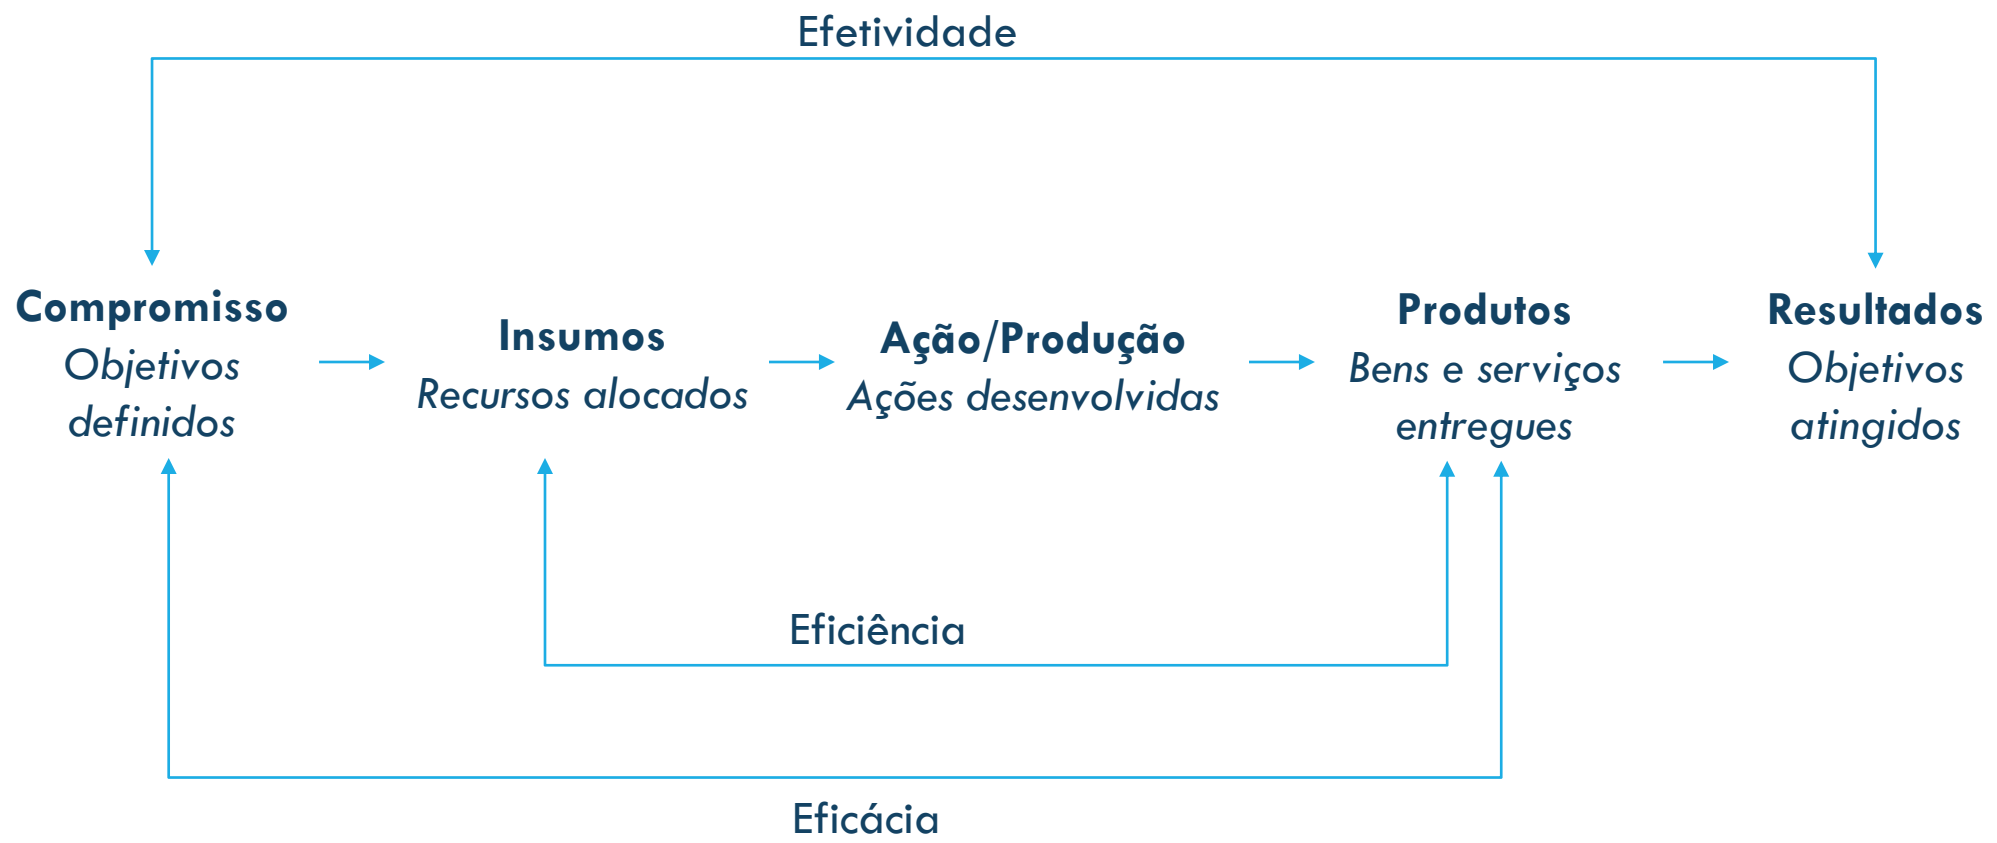 Efetividade
Compromisso
Objetivos
definidos
Insumos
Recursos alocados
Ação/Produção
Ações desenvolvidas
Produtos
Bens e serviços
entregues
Resultados
Objetivos
atingidos
Eficiência
Eficácia